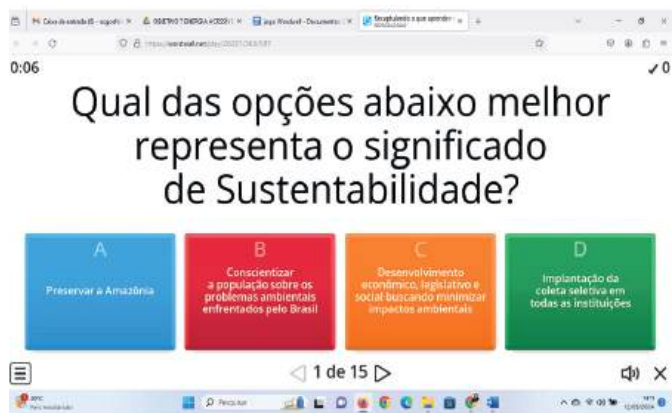 0:06
✓ 0
Qual das opções abaixo melhor
representa o significado
de Sustentabilidade?
A
Preservar a Amazônia
B
Conscientizar
a população sobre os
problemas ambientais
enfrentados pelo Brasil
C
Desenvolvimento
econômico, legislativo e
social buscando minimizar
impactos ambientais
D
Implantação da
coleta seletiva em
todas as instituições
1 de 15
Pesquisar